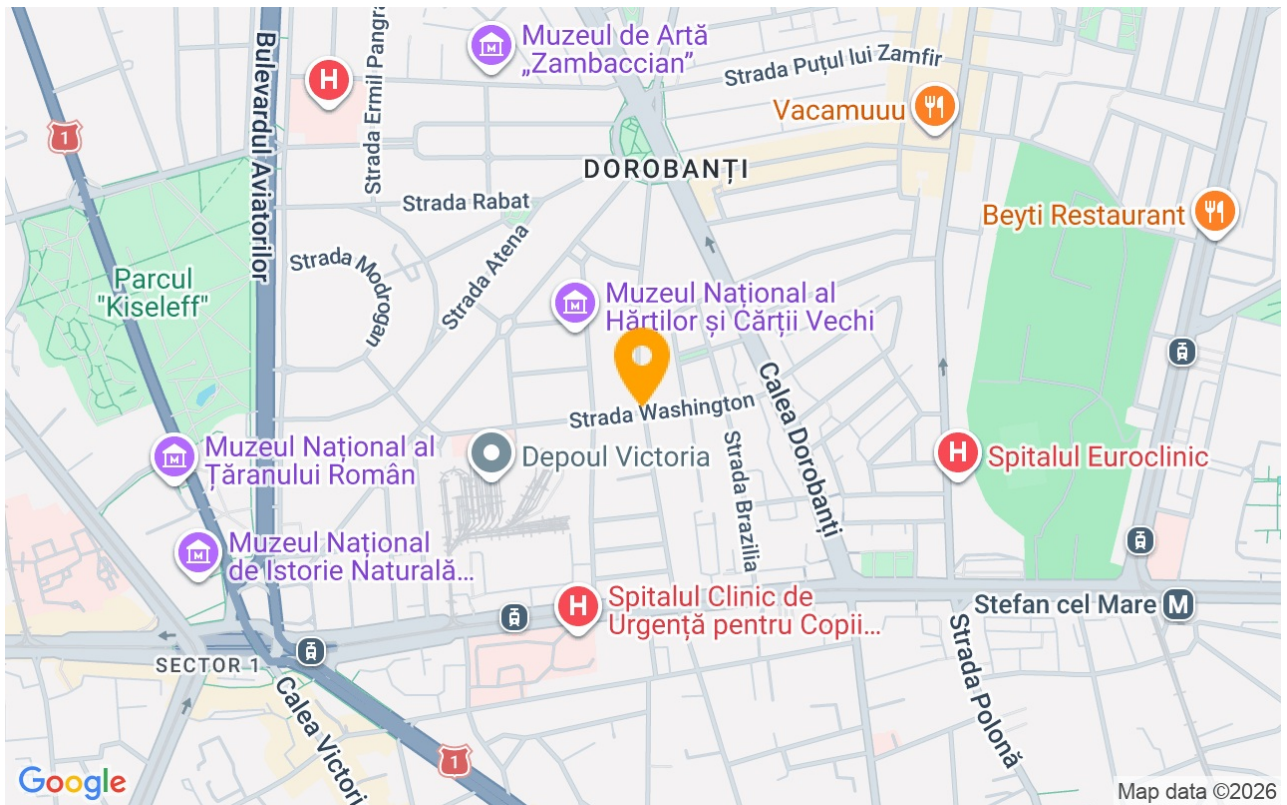 Muzeul de Artă
„Zambaccian”
Strada Puțul lui Zamfir
H
Vacamuuu
1
Bulevardul Aviatorilor
Strada Ermil Pangra
DOROBANȚI
Strada Rabat
Beyti Restaurant
Strada Modrogan
Strada Atena
Parcul
"Kiseleff"
Muzeul Național al
Hărților și Cărții Vechi
Calea Dorobanți
Strada Washington
Strada Brazilia
Muzeul Național al
Țăranului Român
Depoul Victoria
H
Spitalul Euroclinic
Muzeul Național
de Istorie Naturală...
H
Spitalul Clinic de
Urgență pentru Copii...
Stefan cel Mare M
SECTOR 1
Strada Polonă
Calea Victori
1
Google
Map data ©2026